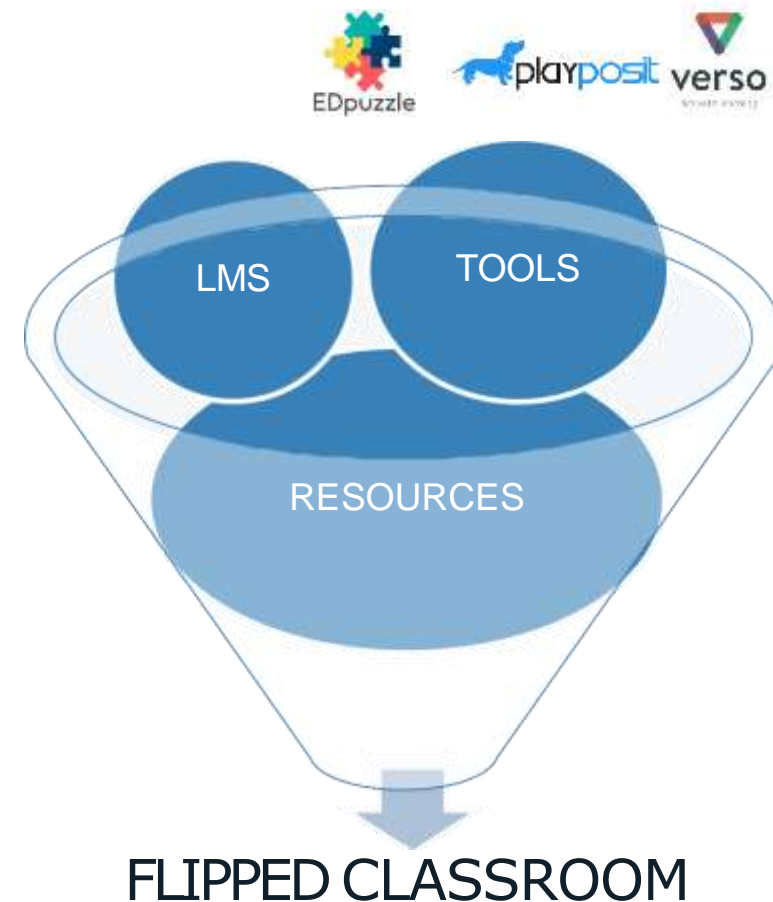 EDpuzzle
playposit
verso
LMS
TOOLS
RESOURCES
FLIPPED CLASSROOM